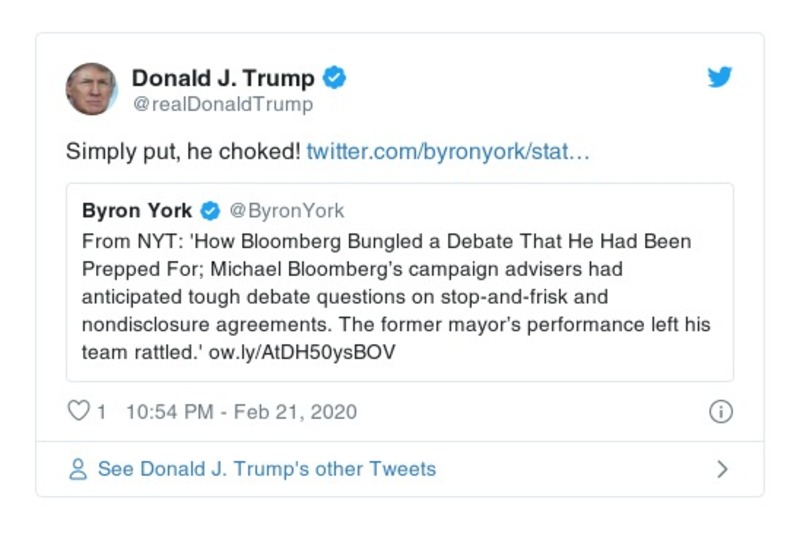 Donald J. Trump
@realDonaldTrump
Simply put, he choked! twitter.com/byronyork/stat…
Byron York @ByronYork
From NYT: 'How Bloomberg Bungled a Debate That He Had Been
Prepped For; Michael Bloomberg’s campaign advisers had
anticipated tough debate questions on stop-and-frisk and
nondisclosure agreements. The former mayor’s performance left his
team rattled.' ow.ly/AtDH50ysBOV
1 10:54 PM - Feb 21, 2020
See Donald J. Trump's other Tweets